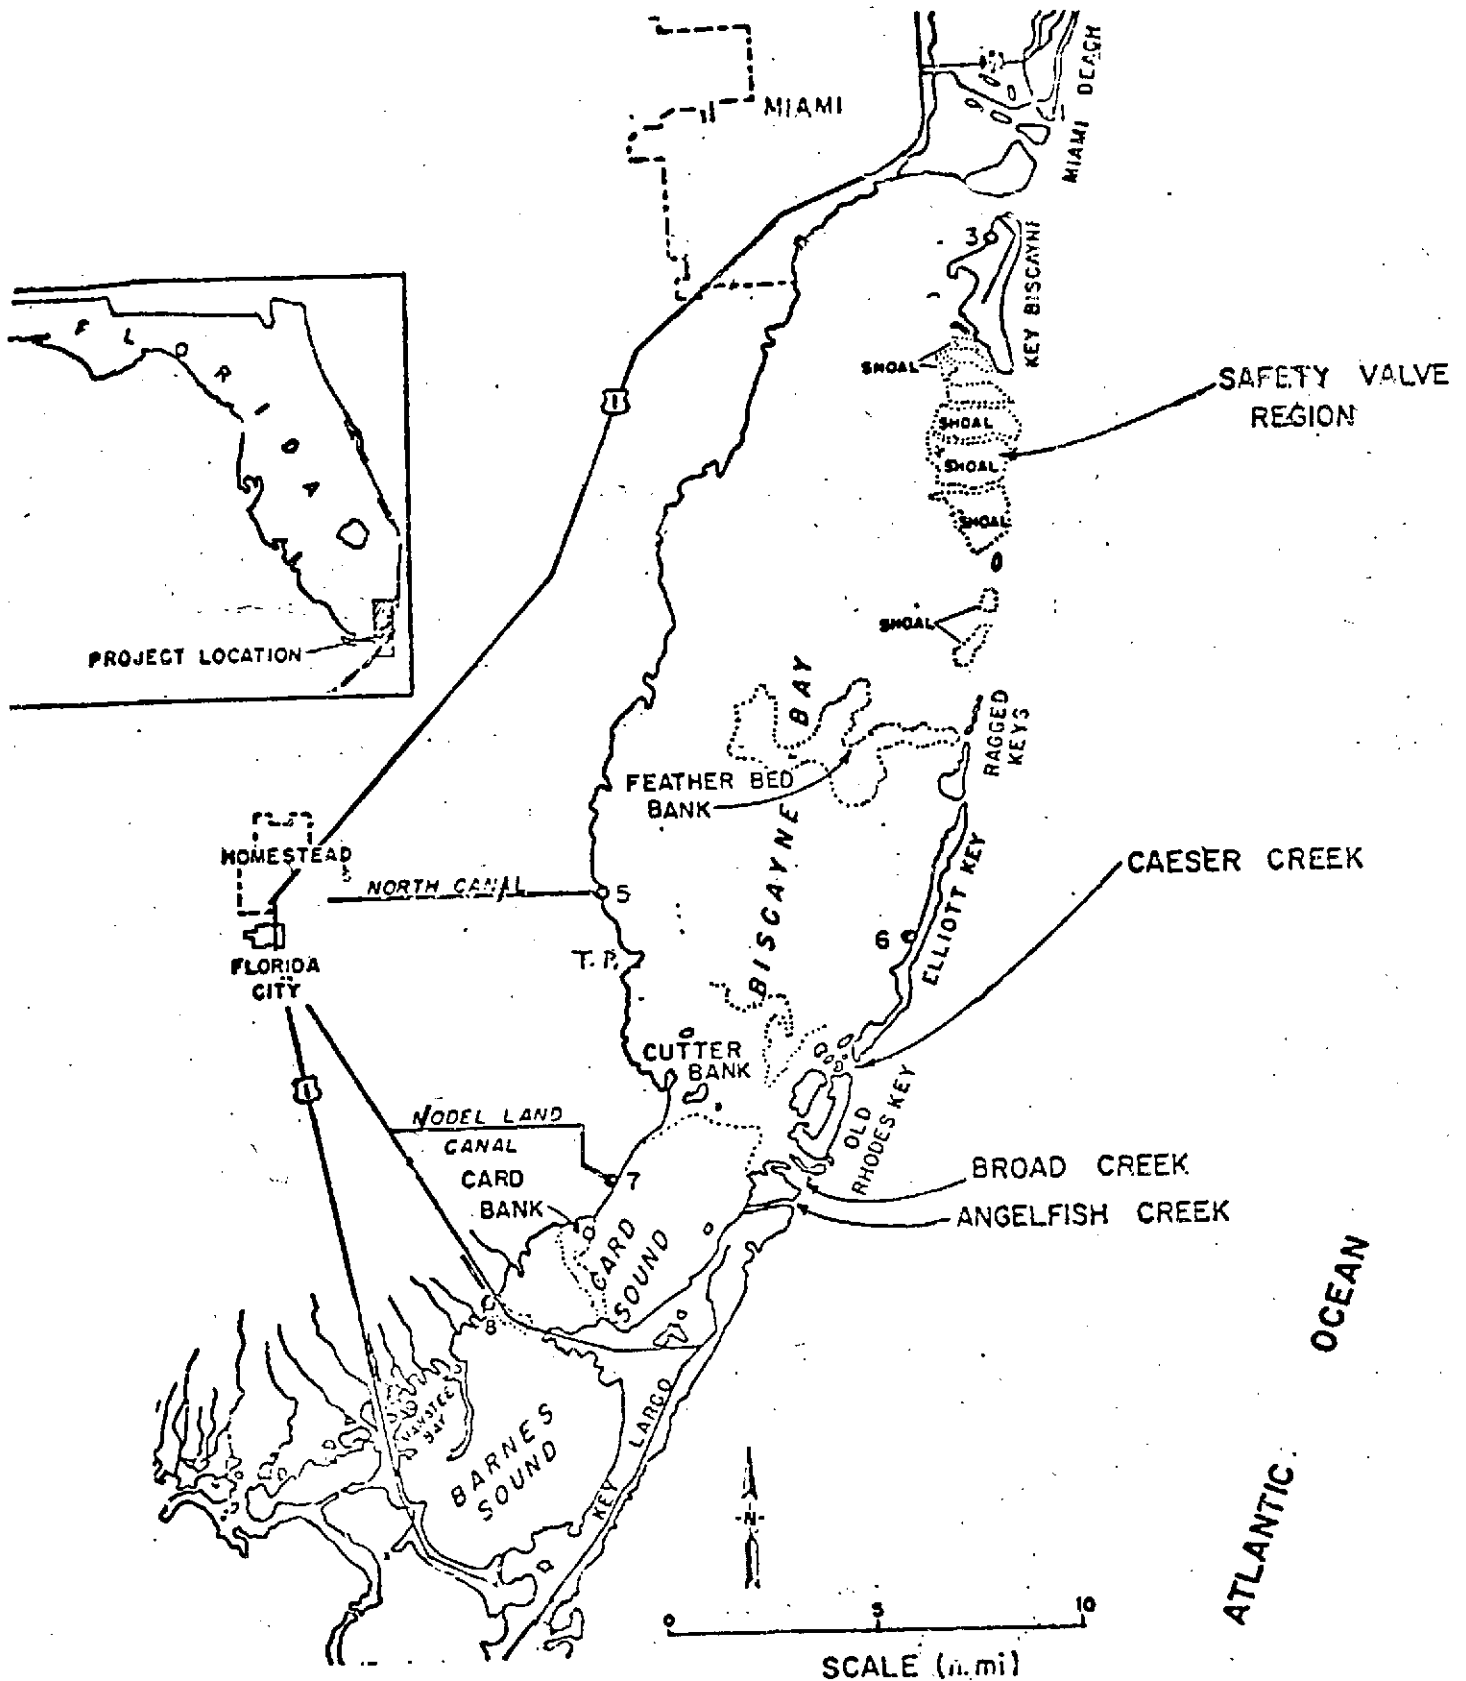 MIAMI
MIAMI BEACH
3
KEY BISCAYNE
FLORIDA
PROJECT LOCATION
1
SHOAL
SHOAL
SHOAL
SHOAL
SAFETY VALVE
REGION
SHOAL
RAGGED
KEYS
BISCAYNE BAY
FEATHER BED
BANK
HOMESTEAD
NORTH CANAL
5
CAESER CREEK
ELLIOTT KEY
6
T. P.
FLORIDA
CITY
CUTTER
BANK
1
MODEL LAND
CANAL
OLD
RHODES KEY
CARD
BANK
7
BROAD CREEK
ANGELFISH CREEK
CARD
SOUND
8
BARNES
SOUND
KEY LARGO
ATLANTIC OCEAN
N
0 5 10
SCALE (n.mi)